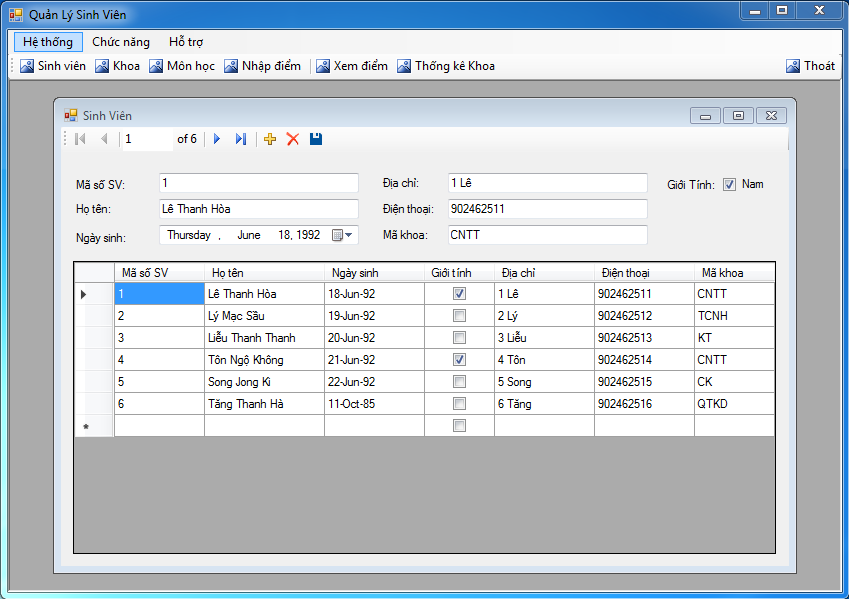 Quản Lý Sinh Viên
Hệ thống Chức năng Hỗ trợ
Sinh viên Khoa Môn học Nhập điểm Xem điểm Thống kê Khoa Thoát
Sinh Viên
1 of 6
Mã số SV: 1 Địa chỉ: 1 Lê Giới Tính: Nam
Họ tên: Lê Thanh Hòa Điện thoại: 902462511
Ngày sinh: Thursday , June 18, 1992 Mã khoa: CNTT
Mã số SV Họ tên Ngày sinh Giới tính Địa chỉ Điện thoại Mã khoa
1 Lê Thanh Hòa 18-Jun-92 1 Lê 902462511 CNTT
2 Lý Mạc Sầu 19-Jun-92 2 Lý 902462512 TCNH
3 Liễu Thanh Thanh 20-Jun-92 3 Liễu 902462513 KT
4 Tôn Ngộ Không 21-Jun-92 4 Tôn 902462514 CNTT
5 Song Jong Ki 22-Jun-92 5 Song 902462515 CK
6 Tăng Thanh Hà 11-Oct-85 6 Tăng 902462516 QTKD